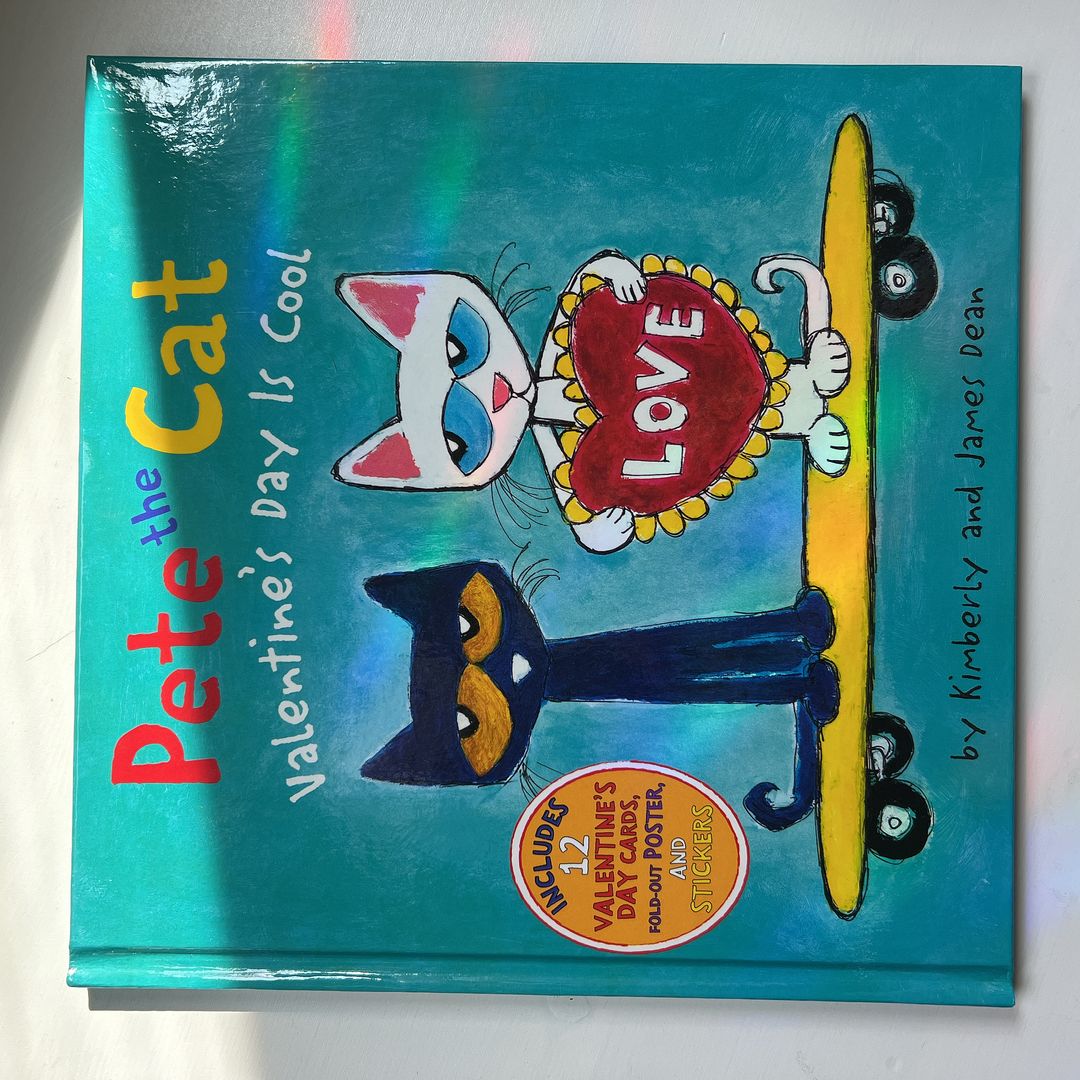 Pete the Cat
Valentine's Day Is Cool
LOVE
INCLUDES
12
VALENTINE'S
DAY CARDS,
FOLD-OUT POSTER,
AND
STICKERS
by Kimberly and James Dean